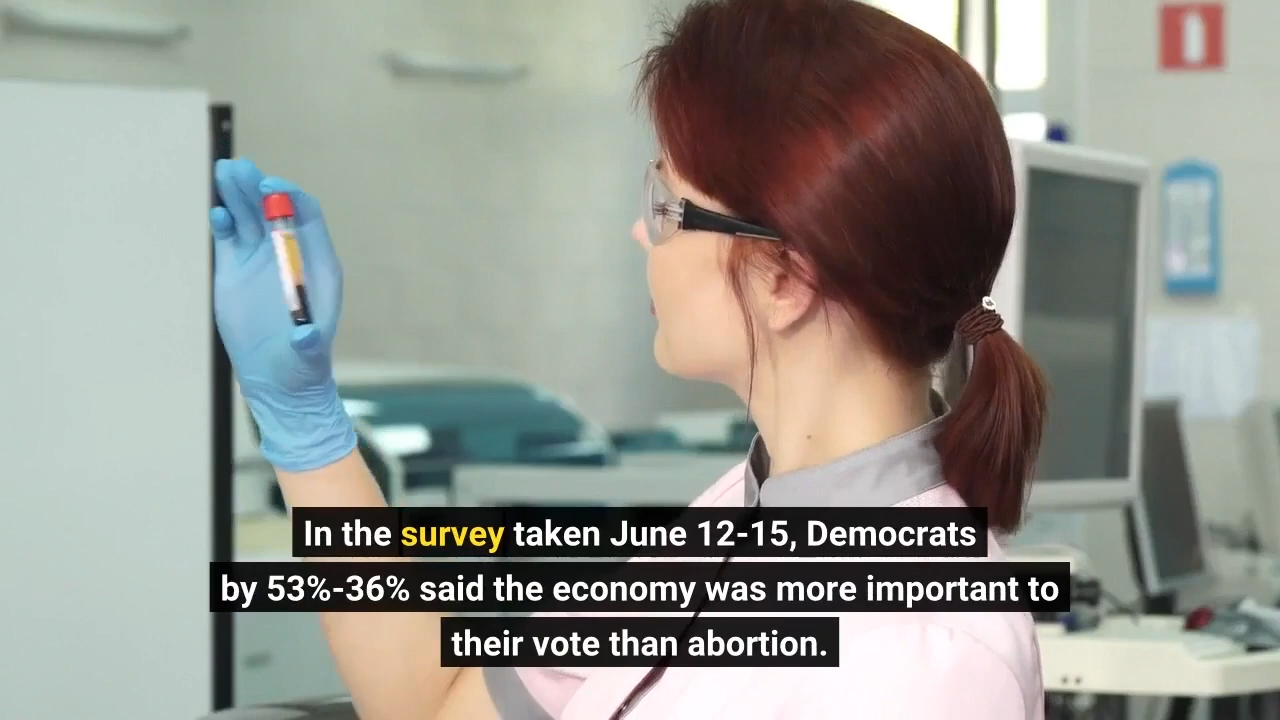 In the survey taken June 12-15, Democrats
by 53%-36% said the economy was more important to
their vote than abortion.